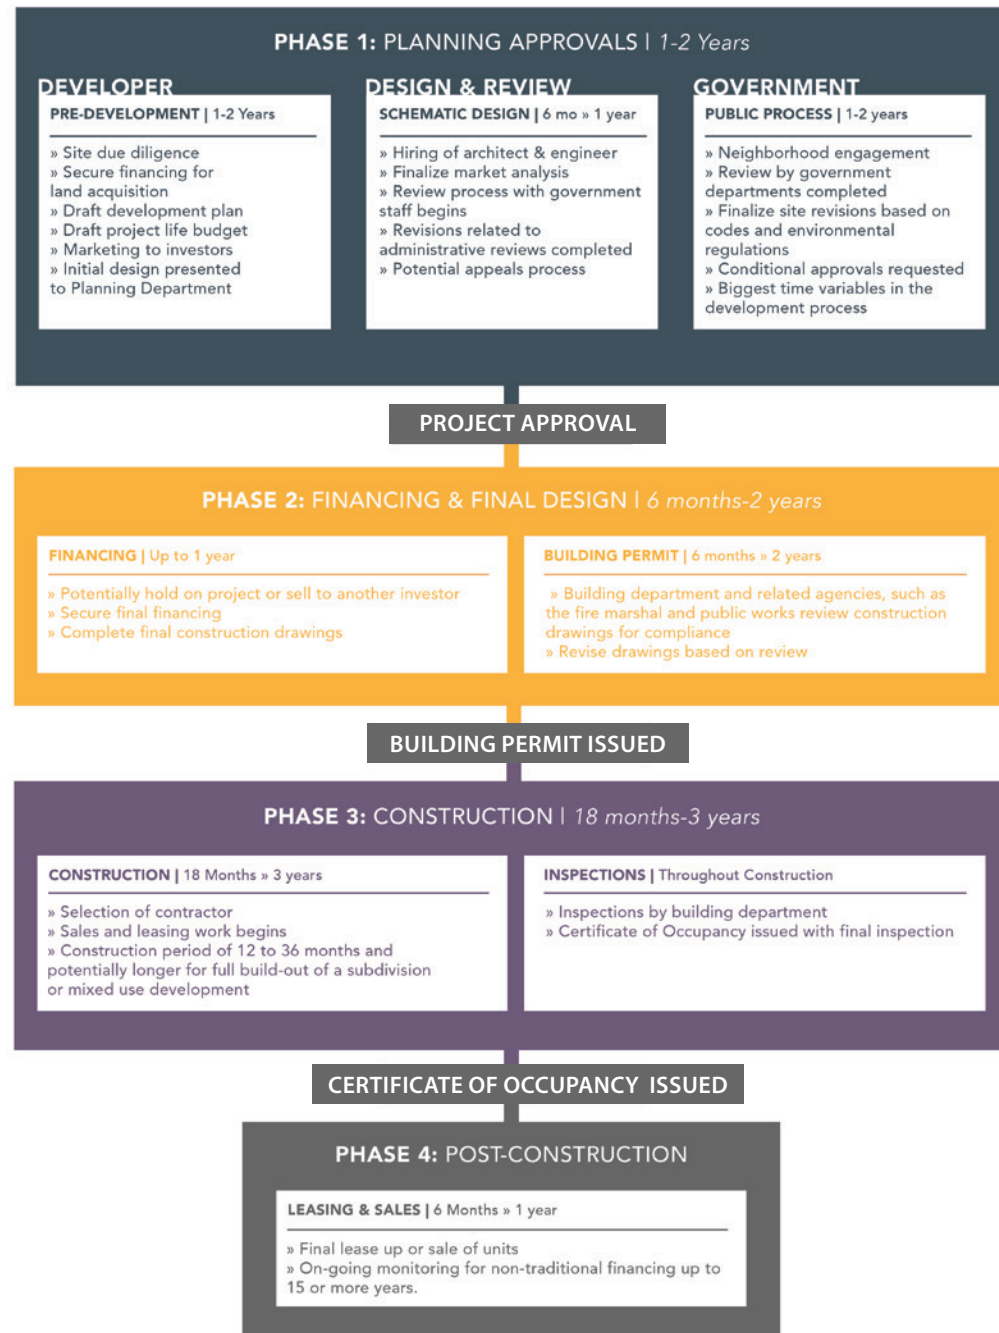 PHASE 1: PLANNING APPROVALS | 1-2 Years
DEVELOPER
PRE-DEVELOPMENT | 1-2 Years
» Site due diligence
» Secure financing for
land acquisition
» Draft development plan
» Draft project life budget
» Marketing to investors
» Initial design presented
to Planning Department
DESIGN & REVIEW
SCHEMATIC DESIGN | 6 mo » 1 year
» Hiring of architect & engineer
» Finalize market analysis
» Review process with government
staff begins
» Revisions related to
administrative reviews completed
» Potential appeals process
GOVERNMENT
PUBLIC PROCESS | 1-2 years
» Neighborhood engagement
» Review by government
departments completed
» Finalize site revisions based on
codes and environmental
regulations
» Conditional approvals requested
» Biggest time variables in the
development process
PROJECT APPROVAL
PHASE 2: FINANCING & FINAL DESIGN | 6 months-2 years
FINANCING | Up to 1 year
» Potentially hold on project or sell to another investor
» Secure final financing
» Complete final construction drawings
BUILDING PERMIT | 6 months » 2 years
» Building department and related agencies, such as
the fire marshal and public works review construction
drawings for compliance
» Revise drawings based on review
BUILDING PERMIT ISSUED
PHASE 3: CONSTRUCTION | 18 months-3 years
CONSTRUCTION | 18 Months » 3 years
» Selection of contractor
» Sales and leasing work begins
» Construction period of 12 to 36 months and
potentially longer for full build-out of a subdivision
or mixed use development
INSPECTIONS | Throughout Construction
» Inspections by building department
» Certificate of Occupancy issued with final inspection
CERTIFICATE OF OCCUPANCY ISSUED
PHASE 4: POST-CONSTRUCTION
LEASING & SALES | 6 Months » 1 year
» Final lease up or sale of units
» On-going monitoring for non-traditional financing up to
15 or more years.